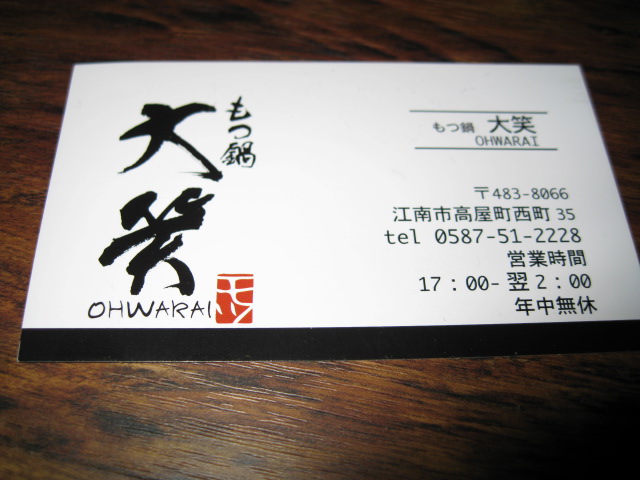 もつ鍋
大笑
OHWARAI
もつ鍋 大笑
OHWARAI
〒483-8066
江南市高屋町西町35
tel 0587-51-2228
営業時間
17:00-翌2:00
年中無休